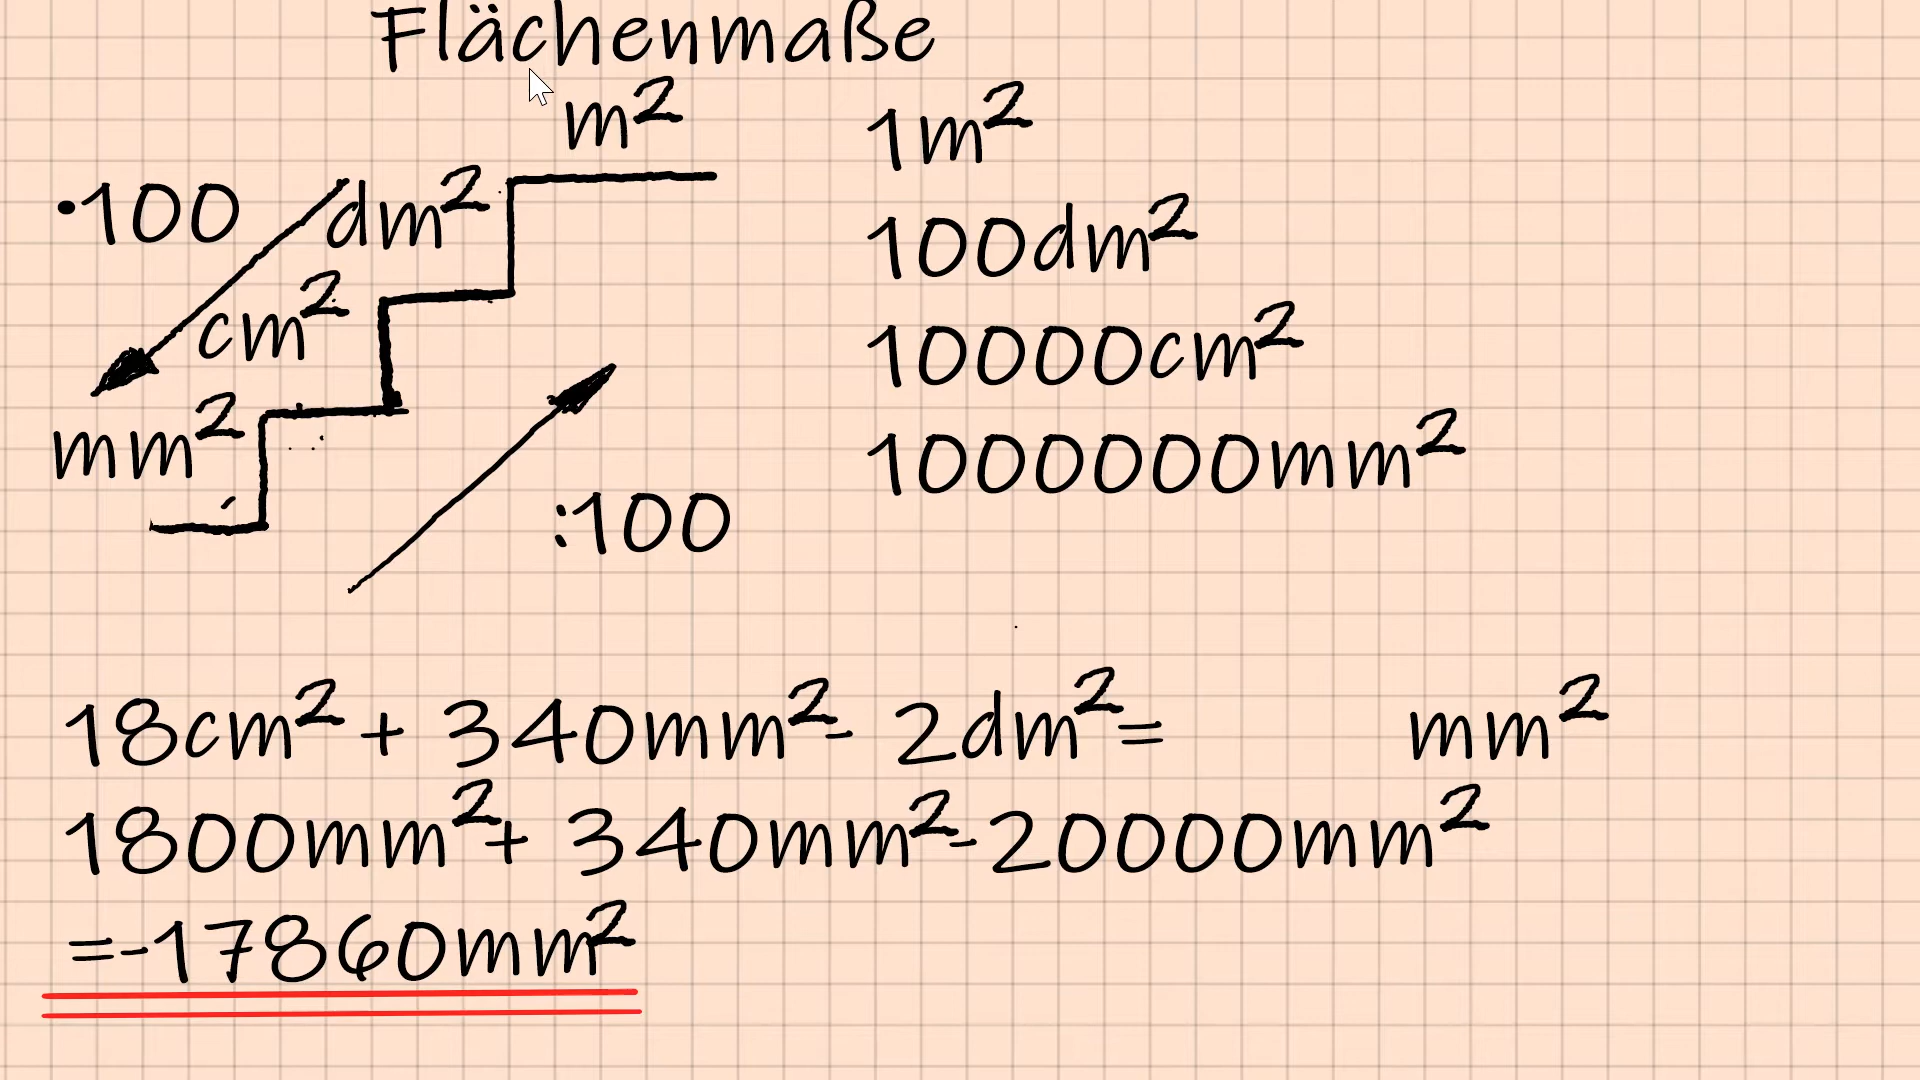 Flächenmaße
m²
·100
dm²
cm²
mm²
:100
1m²
100dm²
10000cm²
1000000mm²
18cm² + 340mm² - 2dm² = mm²
1800mm² + 340mm² - 20000mm²
=-17860mm²